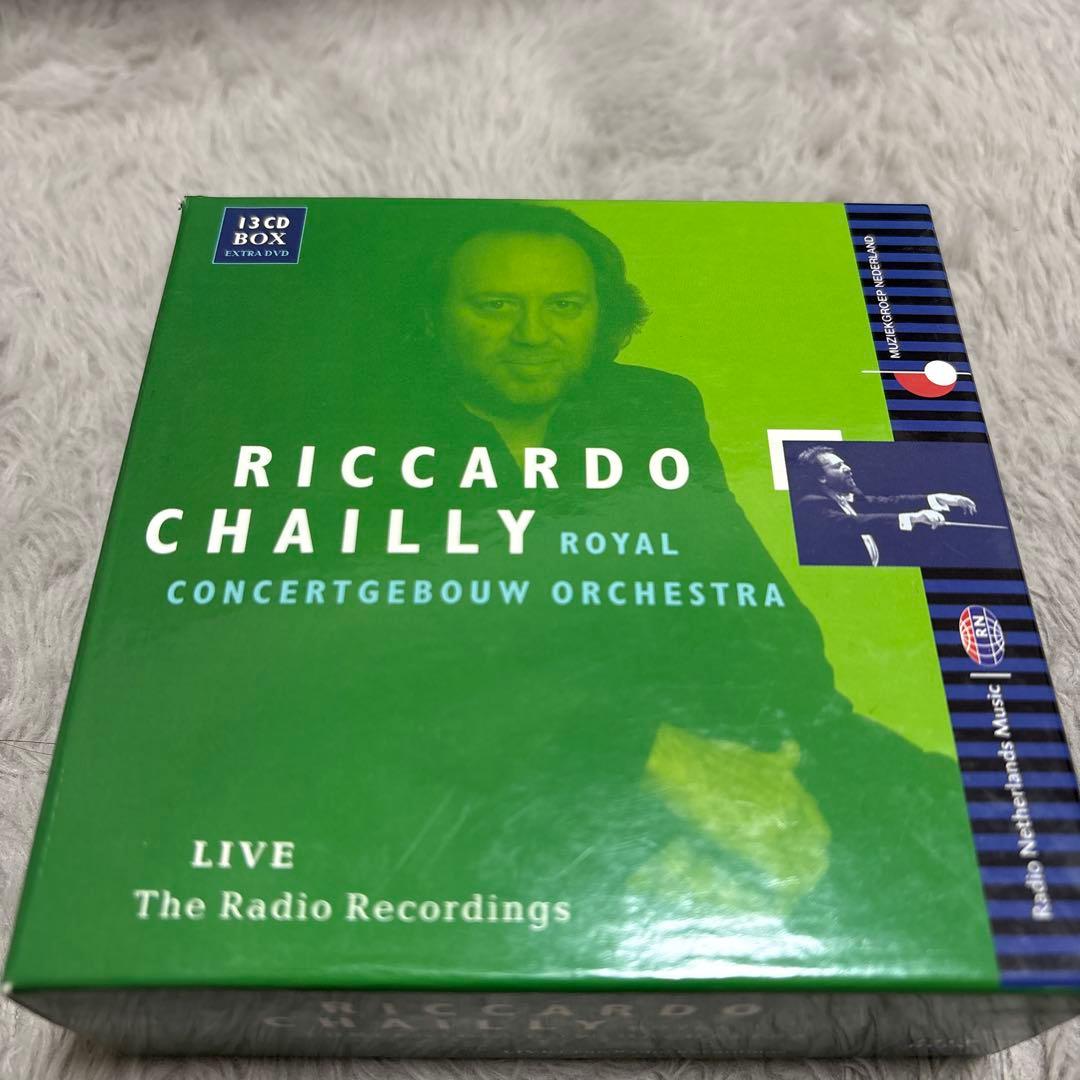 13 CD
BOX
EXTRA DVD
MUZIEKGROEP NEDERLAND
RICCARDO
CHAILLY ROYAL
CONCERTGEBOUW ORCHESTRA
RN
Radio Netherlands Music
LIVE
The Radio Recordings
RICCARDO
CHAILLY